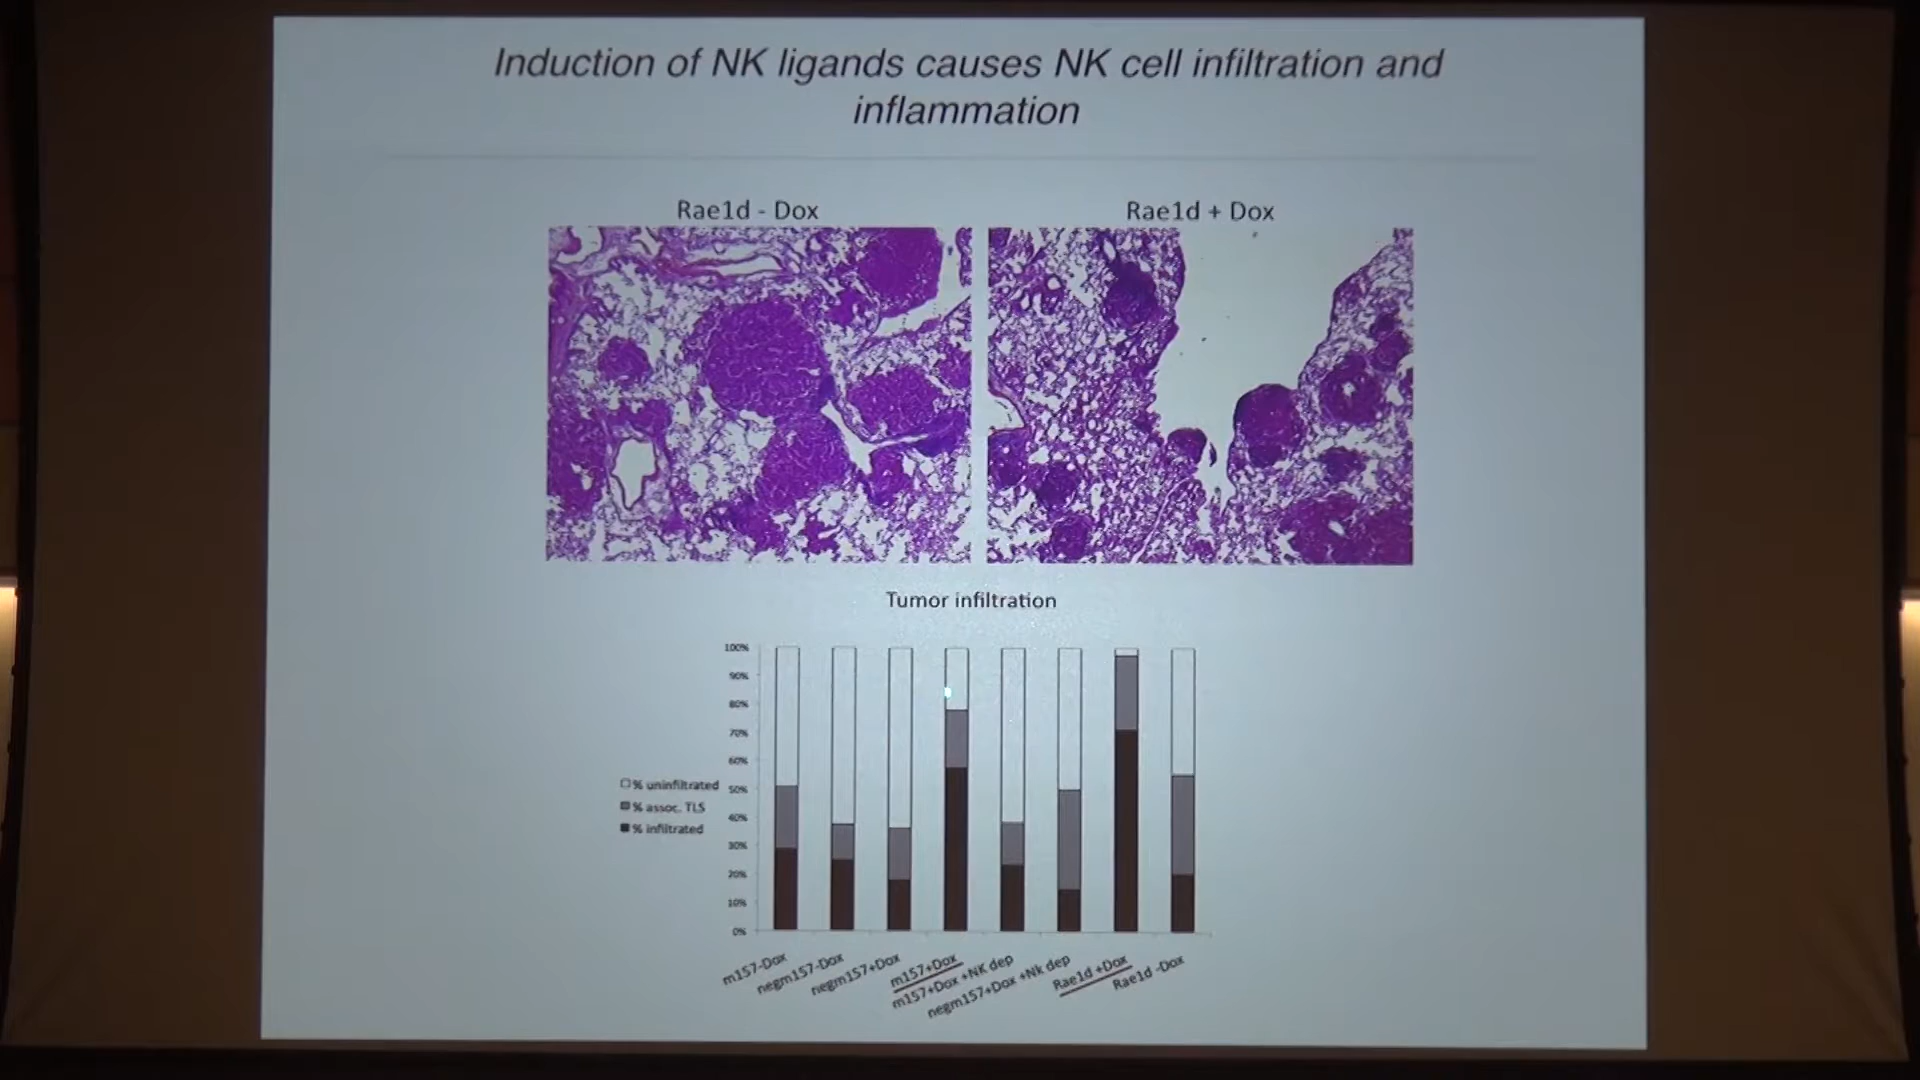 Induction of NK ligands causes NK cell infiltration and
inflammation
Rae1d - Dox
Rae1d + Dox
Tumor infiltration
100%
90%
80%
70%
60%
50%
40%
30%
20%
10%
0%
% uninfiltrated
% assoc. TLS
% infiltrated
m157-Dox
negm157-Dox
negm157+Dox
m157+Dox
m157+Dox +NK dep
negm157+Dox +Nk dep
Rae1d +Dox
Rae1d -Dox